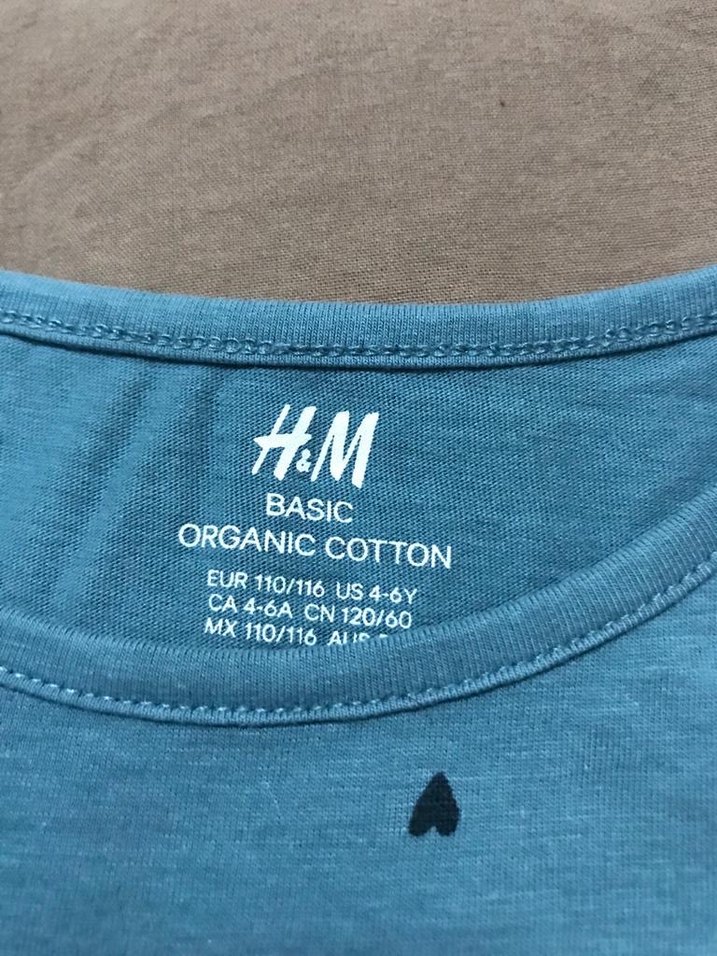 H&M
BASIC
ORGANIC COTTON
EUR 110/116 US 4-6Y
CA 4-6A CN 120/60
MX 110/116